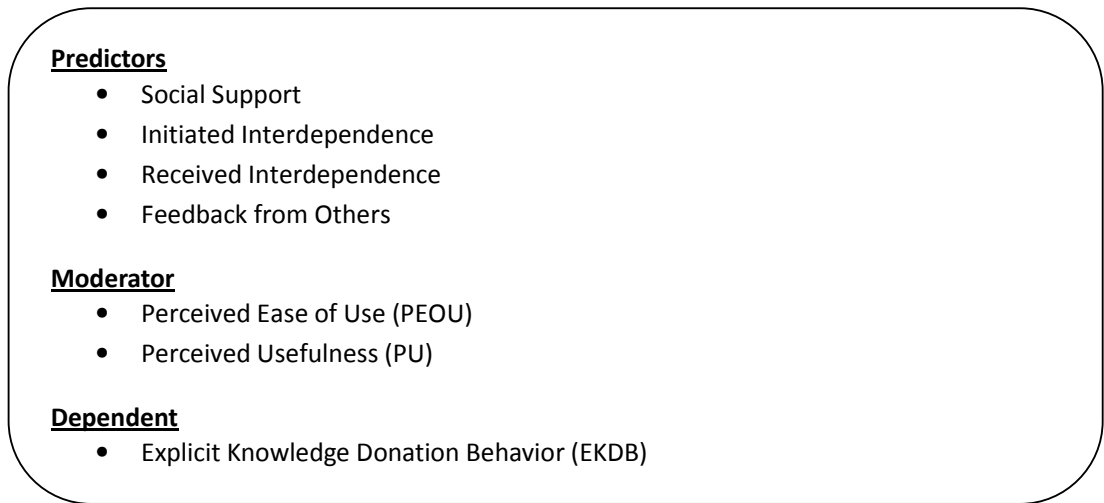 Predictors
• Social Support
• Initiated Interdependence
• Received Interdependence
• Feedback from Others
Moderator
• Perceived Ease of Use (PEOU)
• Perceived Usefulness (PU)
Dependent
• Explicit Knowledge Donation Behavior (EKDB)